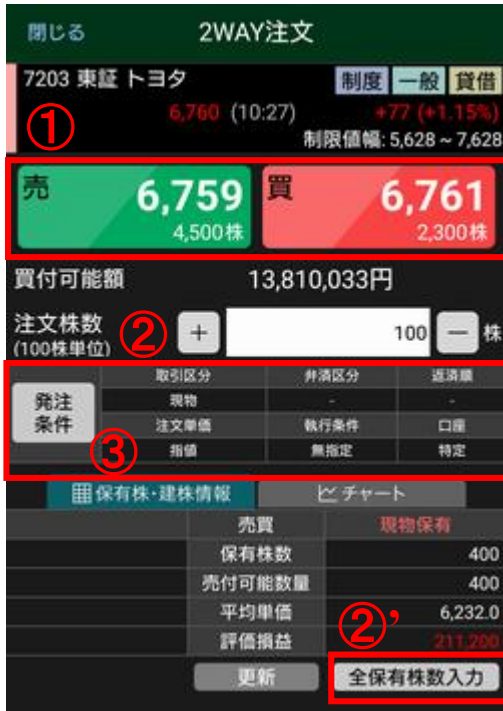 閉じる 2WAY注文
7203 東証 トヨタ 制度 一般 貸借
① 6,760 (10:27) +77 (+1.15%)
制限値幅: 5,628 ~ 7,628
売 6,759 買 6,761
4,500株 2,300株
買付可能額 13,810,033円
注文株数 ② + 100 − 株
(100株単位)
取引区分 弁済区分 返済順
発注 現物 - -
条件 注文単価 執行条件 口座
③ 指値 無指定 特定
保有株・建株情報 チャート
売買 現物保有
保有株数 400
売付可能数量 400
平均単価 6,232.0
評価損益 ②’ 211,200
更新 全保有株数入力